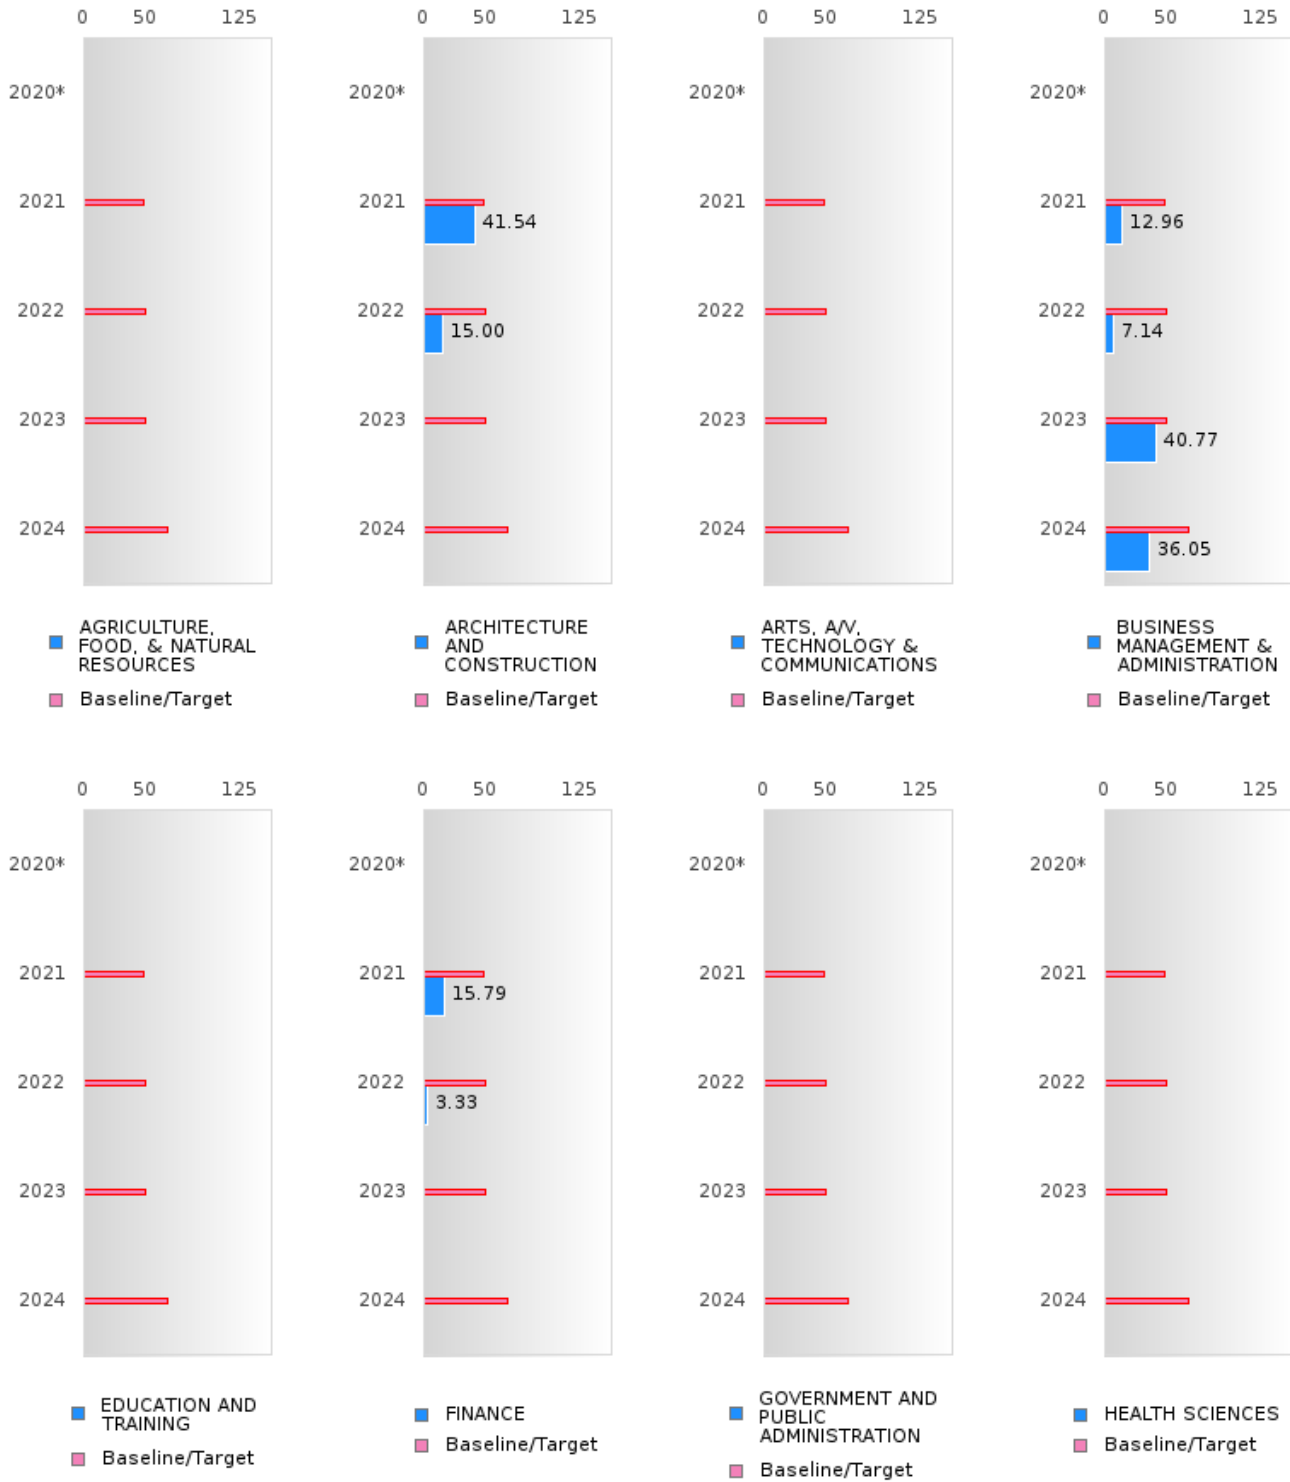 0 50 125
0 50 125
0 50 125
0 50 125
2020*
2020*
2020*
2020*
2021
2021
41.54
2021
2021
12.96
2022
2022
15.00
2022
2022
7.14
2023
2023
2023
2023
40.77
2024
2024
2024
2024
36.05
AGRICULTURE,
FOOD, & NATURAL
RESOURCES
Baseline/Target
ARCHITECTURE
AND
CONSTRUCTION
Baseline/Target
ARTS, A/V,
TECHNOLOGY &
COMMUNICATIONS
Baseline/Target
BUSINESS
MANAGEMENT &
ADMINISTRATION
Baseline/Target
0 50 125
0 50 125
0 50 125
0 50 125
2020*
2020*
2020*
2020*
2021
2021
15.79
2021
2021
2022
2022
3.33
2022
2022
2023
2023
2023
2023
2024
2024
2024
2024
EDUCATION AND
TRAINING
Baseline/Target
FINANCE
Baseline/Target
GOVERNMENT AND
PUBLIC
ADMINISTRATION
Baseline/Target
HEALTH SCIENCES
Baseline/Target